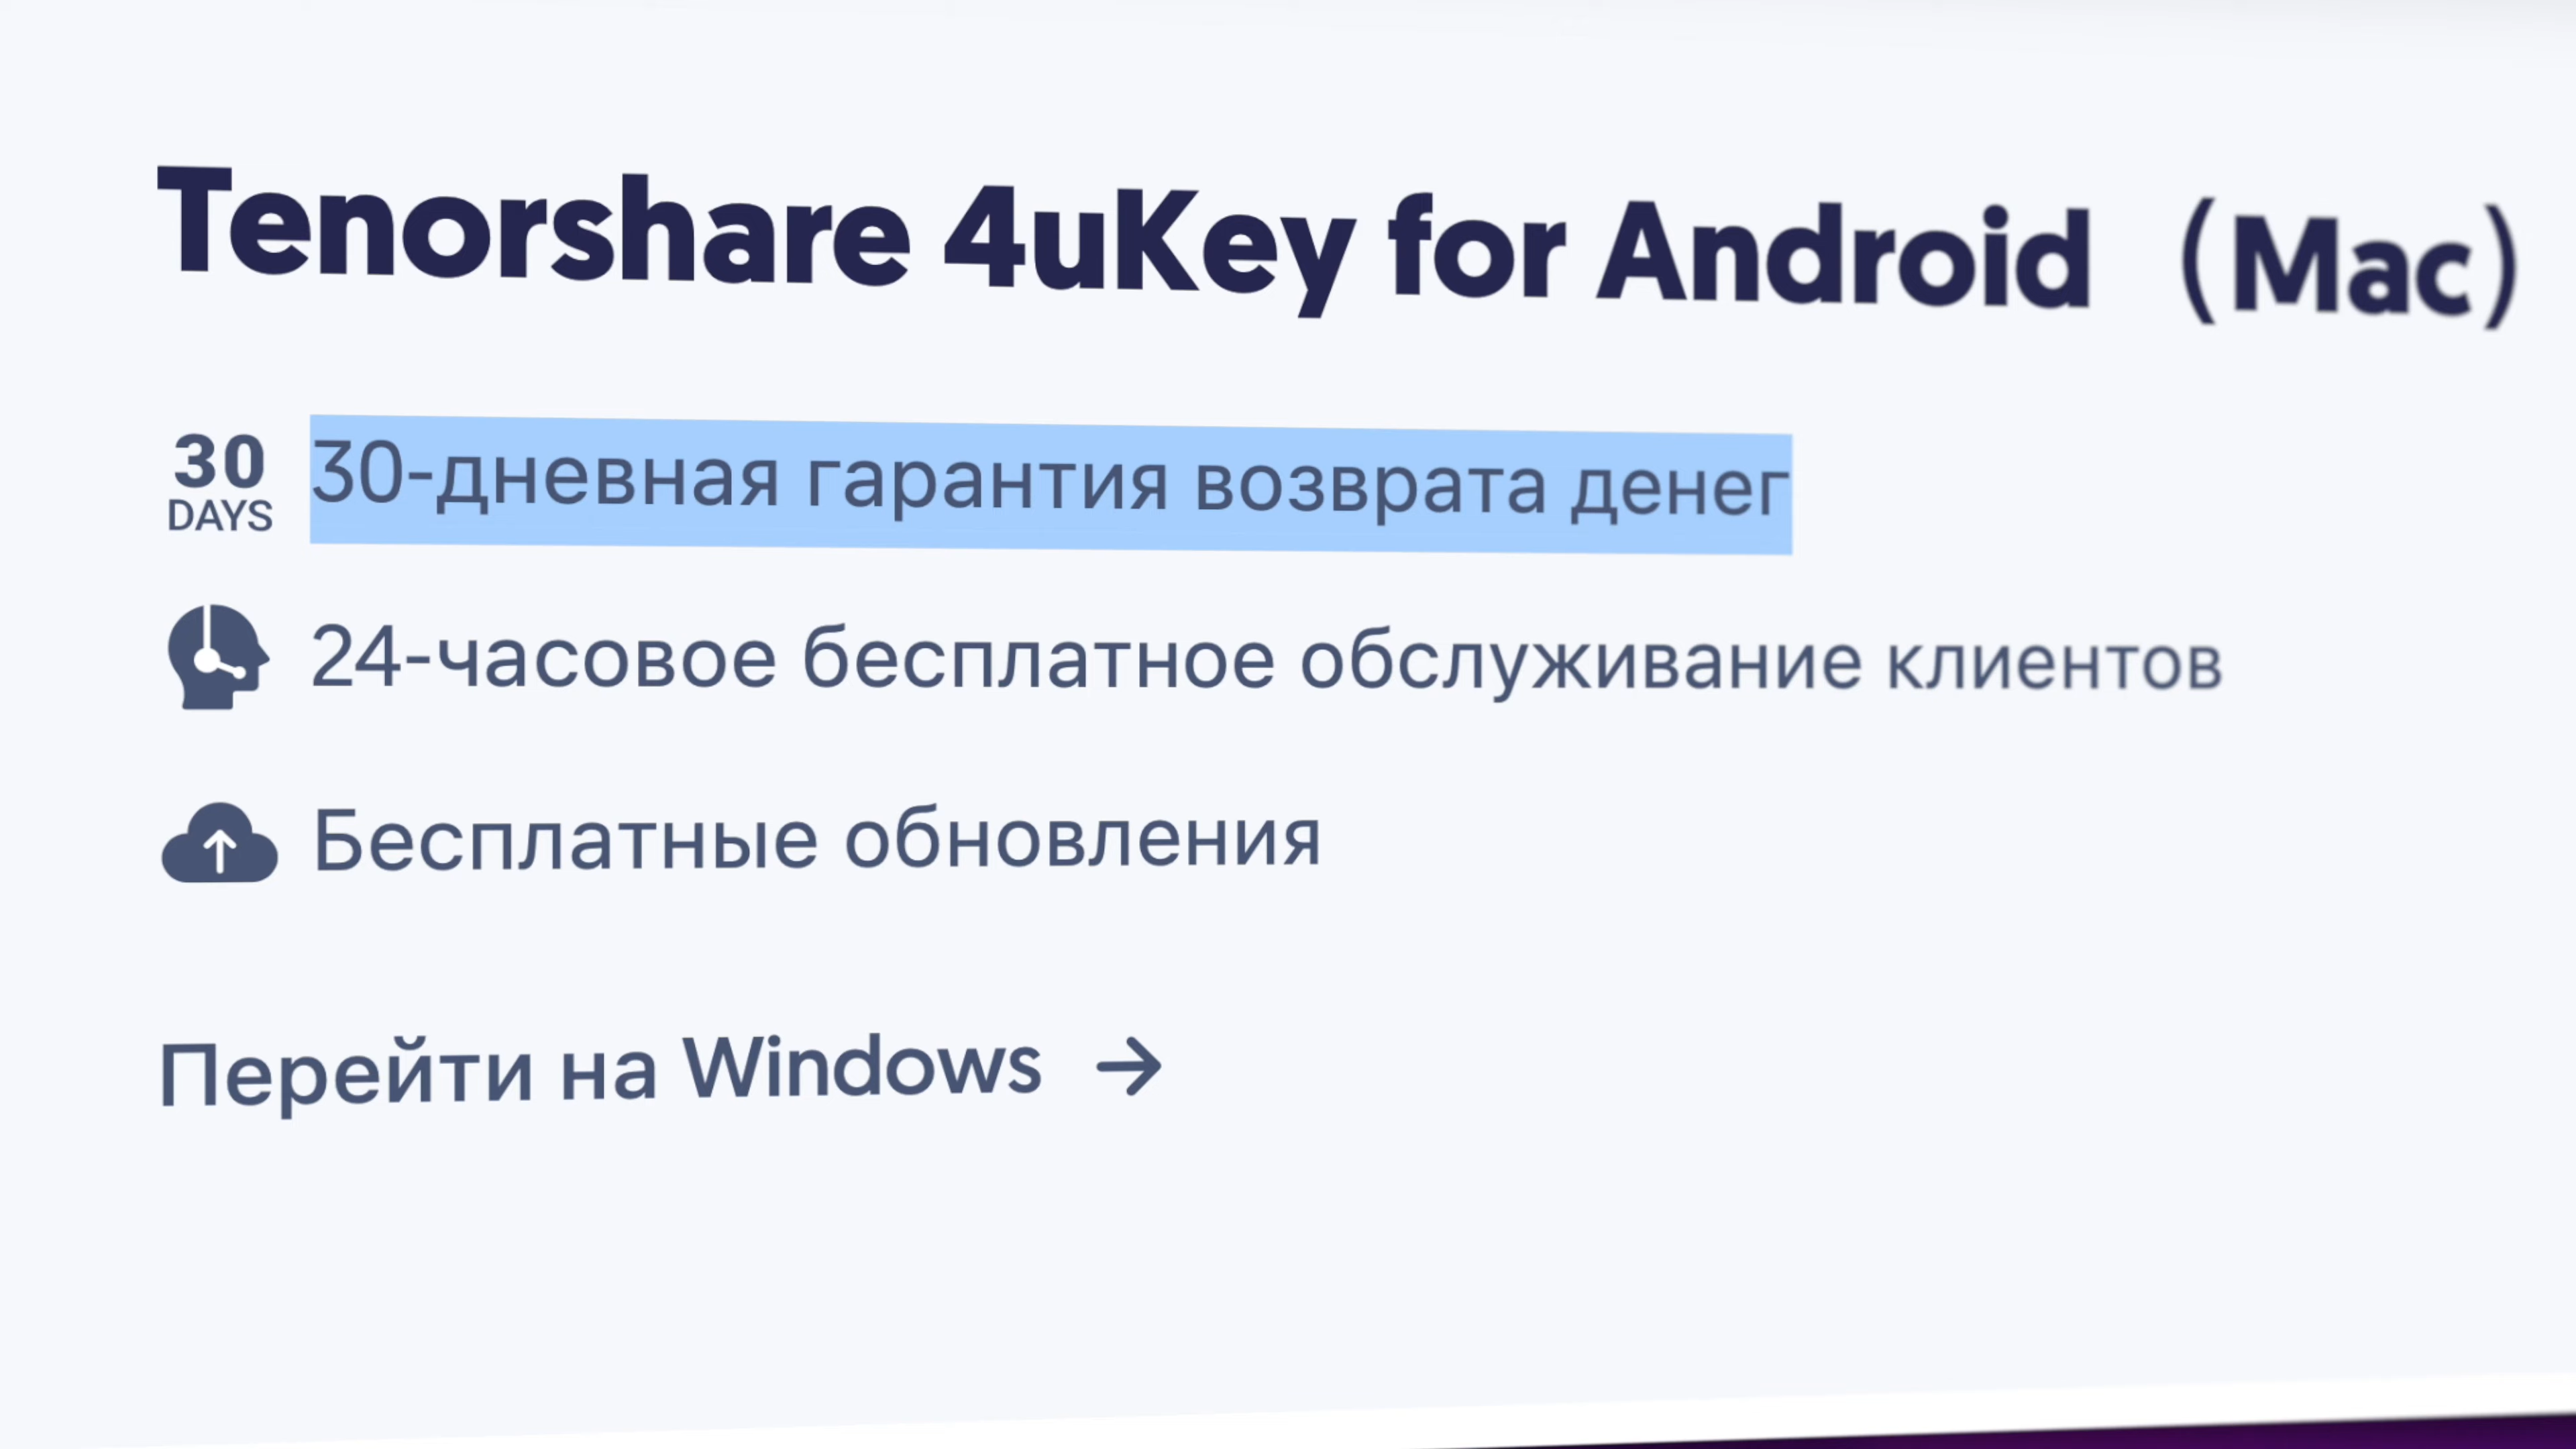 Tenorshare 4uKey for Android (Mac)
30 DAYS
30-дневная гарантия возврата денег
24-часовое бесплатное обслуживание клиентов
Бесплатные обновления
Перейти на Windows →